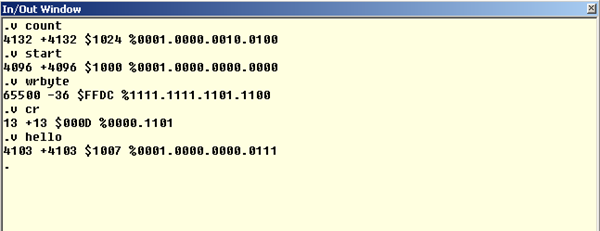 In/Out Window
.v count
4132 +4132 $1024 %0001.0000.0010.0100
.v start
4096 +4096 $1000 %0001.0000.0000.0000
.v wrbyte
65500 -36 $FFDC %1111.1111.1101.1100
.v cr
13 +13 $000D %0000.1101
.v hello
4103 +4103 $1007 %0001.0000.0000.0111
.